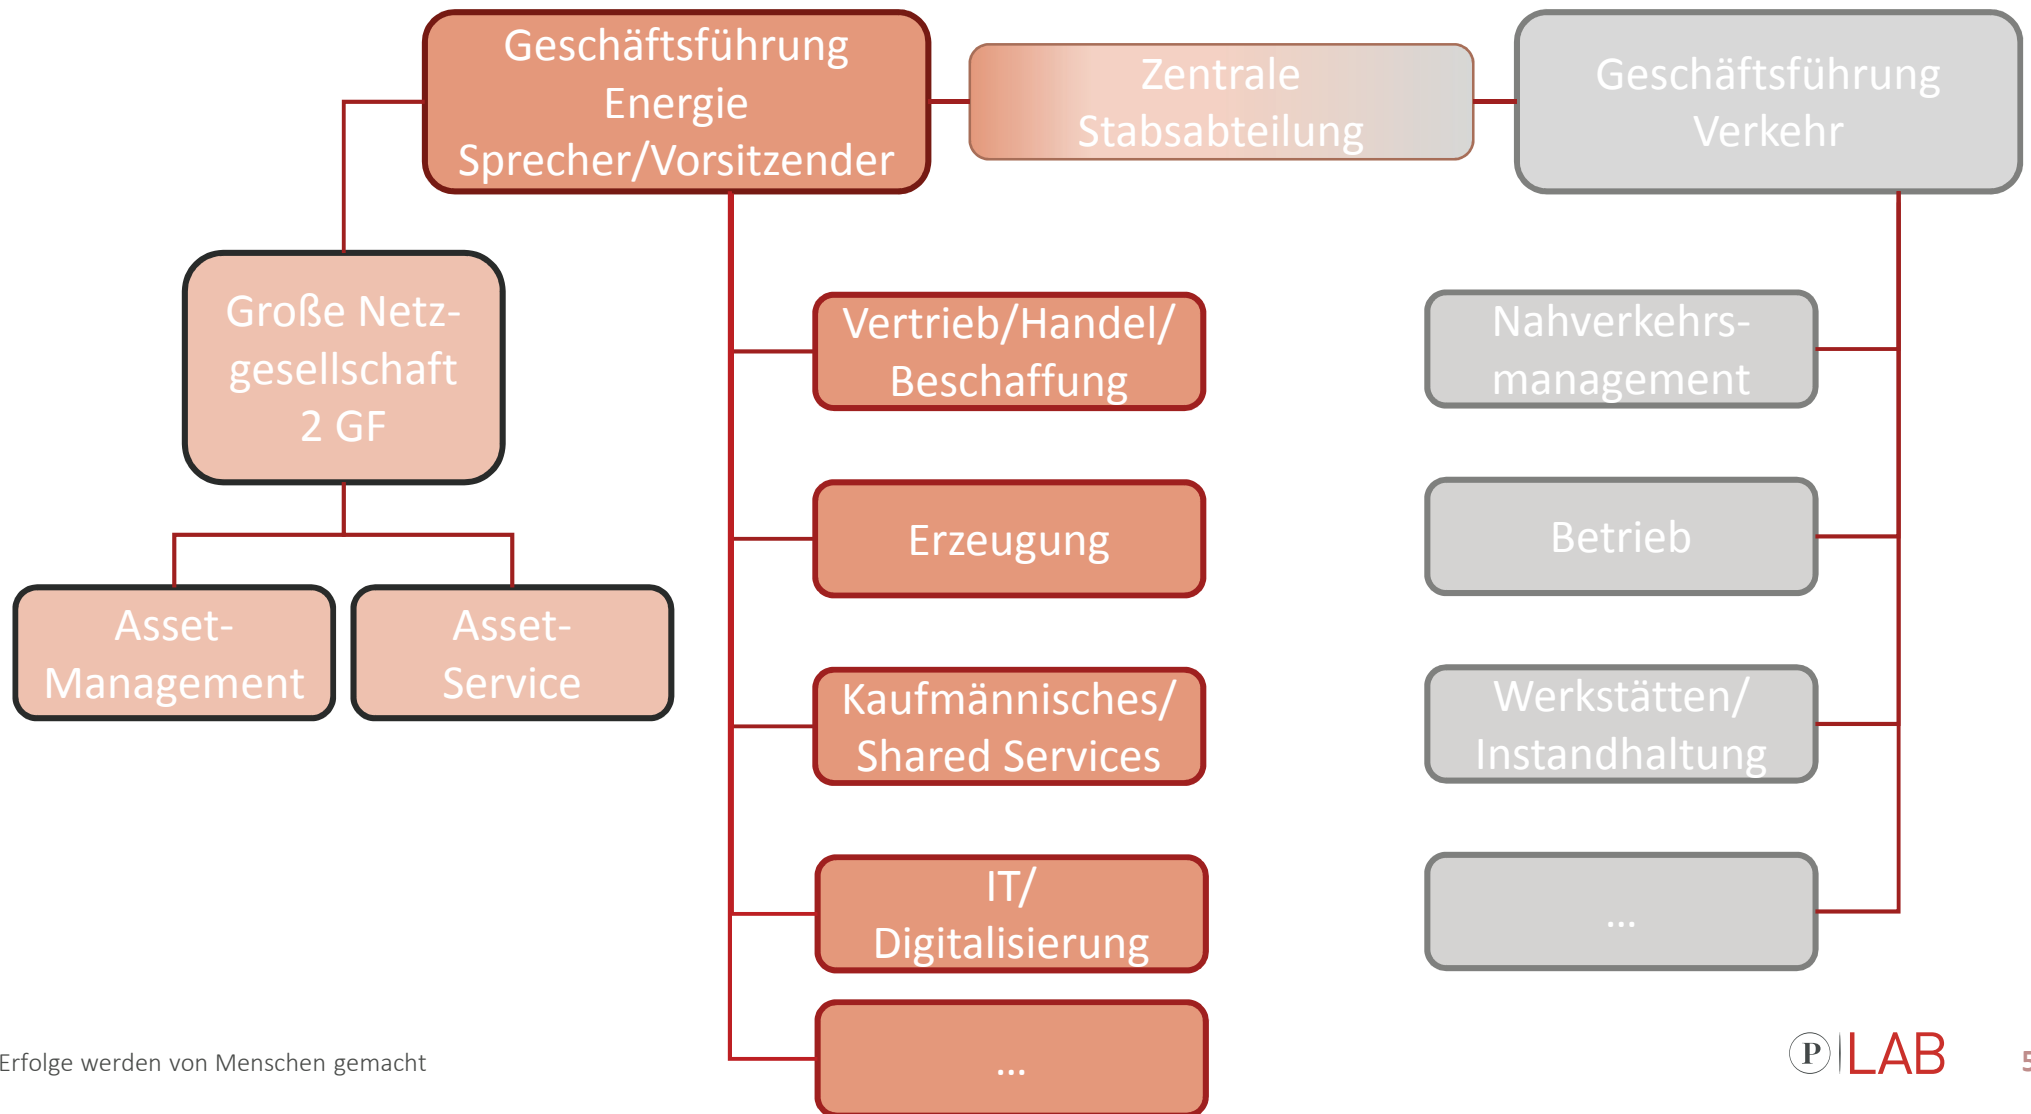 Geschäftsführung
Energie
Sprecher/Vorsitzender
Zentrale
Stabsabteilung
Geschäftsführung
Verkehr
Große Netz-
gesellschaft
2 GF
Asset-
Management
Asset-
Service
Vertrieb/Handel/
Beschaffung
Erzeugung
Kaufmännisches/
Shared Services
IT/
Digitalisierung
...
Nahverkehrs-
management
Betrieb
Werkstätten/
Instandhaltung
...
Erfolge werden von Menschen gemacht
P LAB
5